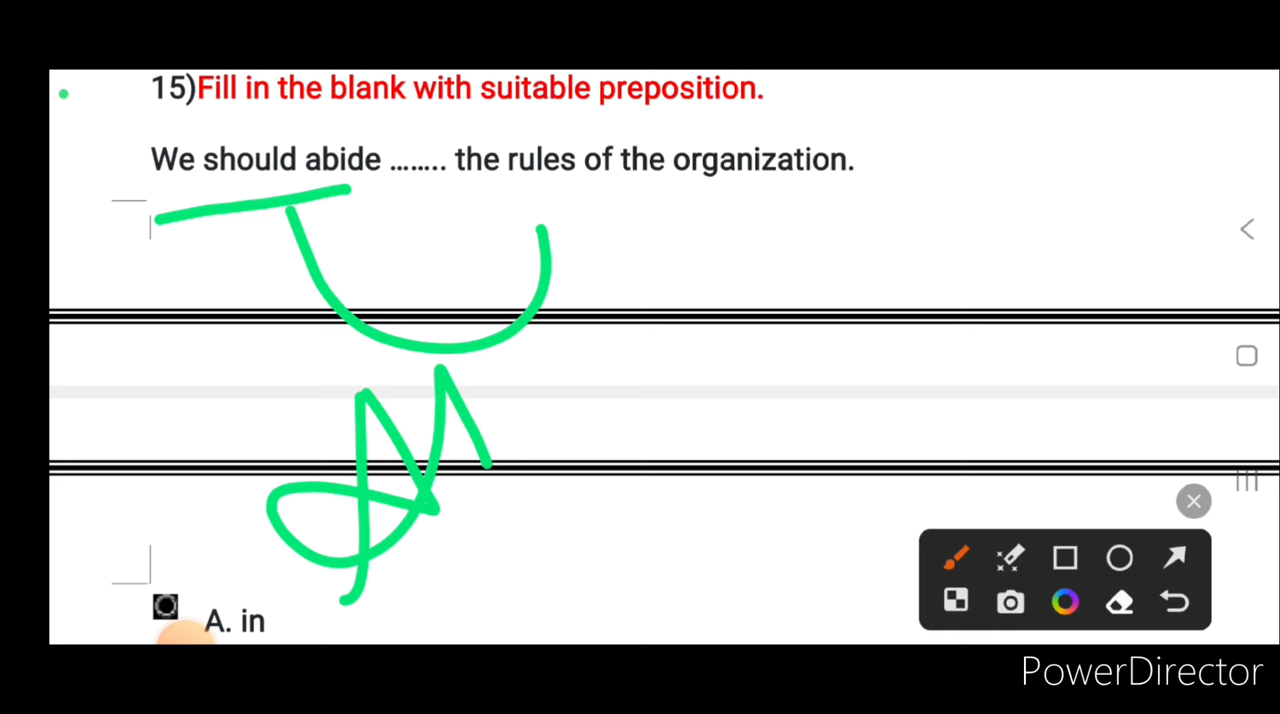 15)Fill in the blank with suitable preposition.
We should abide …….. the rules of the organization.
A. in
PowerDirector